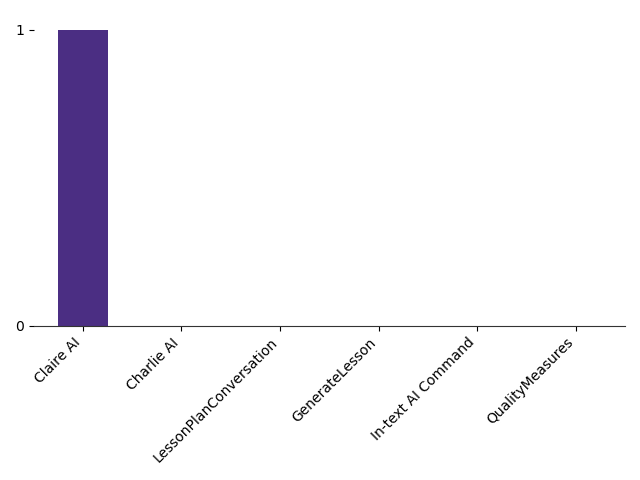 1
0
Claire AI
Charlie AI
LessonPlanConversation
GenerateLesson
In-text AI Command
QualityMeasures